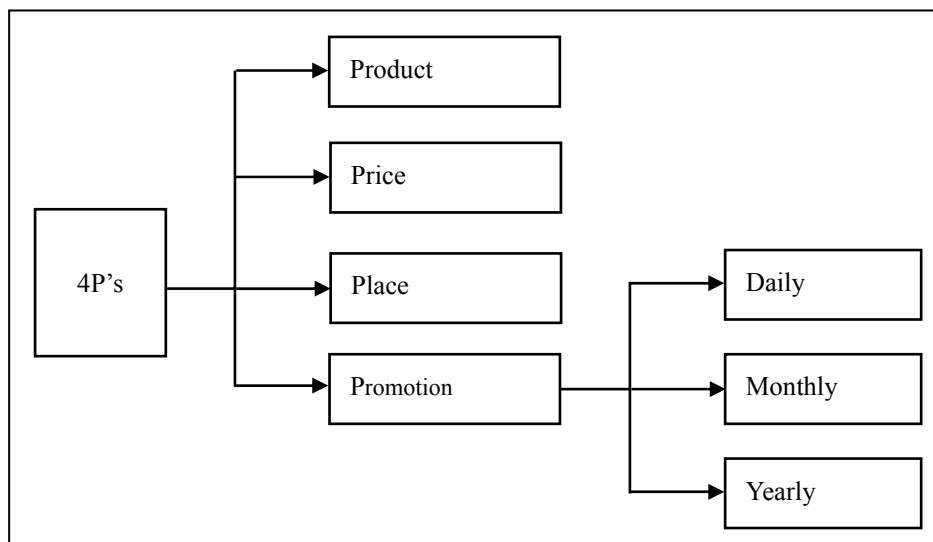 4P’s
Product
Price
Place
Promotion
Daily
Monthly
Yearly